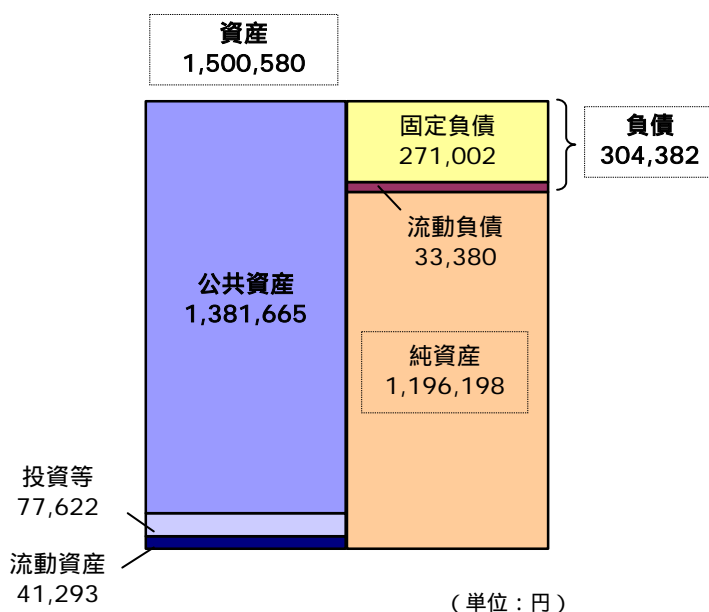 資産
1,500,580
固定負債
271,002
負債
304,382
流動負債
33,380
公共資産
1,381,665
純資産
1,196,198
投資等
77,622
流動資産
41,293
(単位：円)